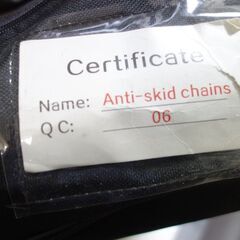 Certificate
Name: Anti-skid chains
QC: 06